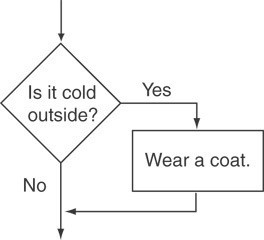 Is it cold
outside?
Yes
Wear a coat.
No